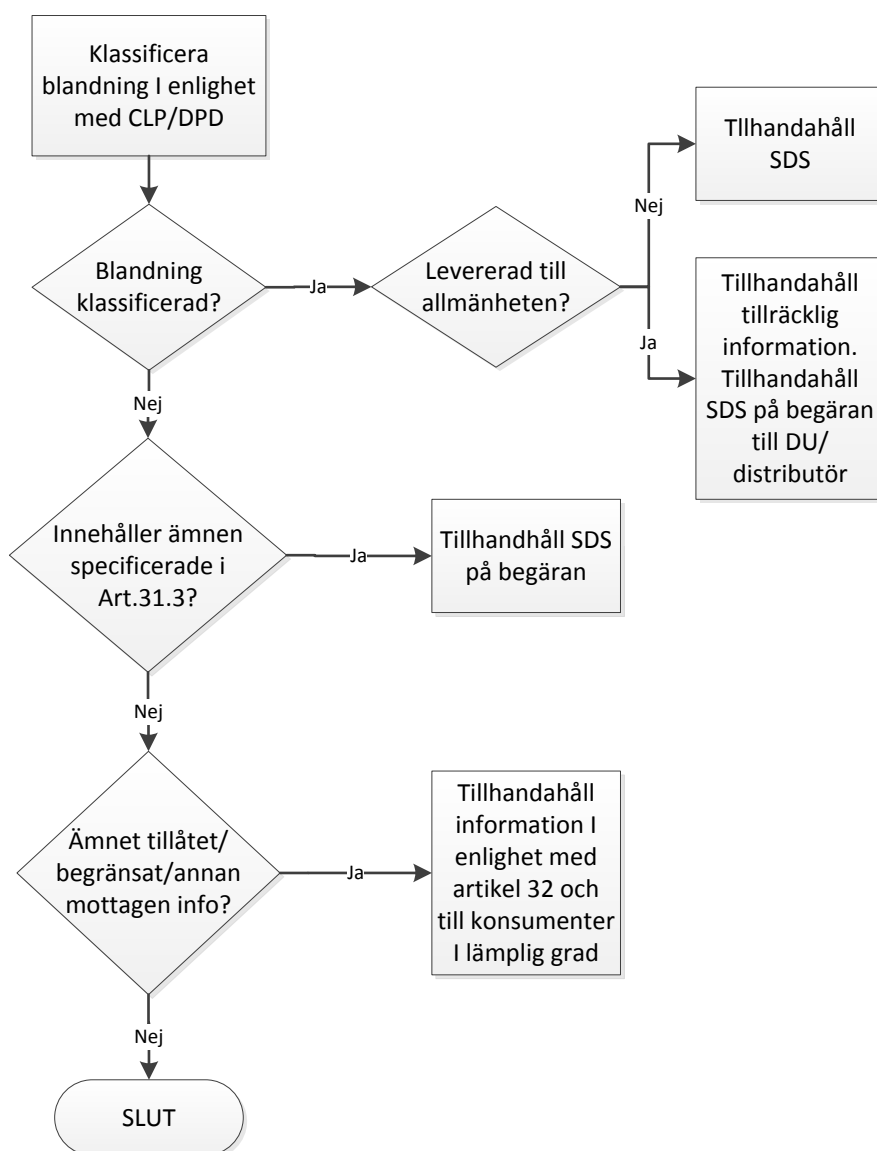 Klassificera
blandning I enlighet
med CLP/DPD
Blandning
klassificerad?
Ja
Levererad till
allmänheten?
Nej
Tllhandahåll
SDS
Ja
Tillhandahåll
tillräcklig
information.
Tillhandahåll
SDS på begäran
till DU/
distributör
Nej
Innehåller ämnen
specificerade i
Art.31.3?
Ja
Tillhandhåll SDS
på begäran
Nej
Ämnet tillåtet/
begränsat/annan
mottagen info?
Ja
Tillhandahåll
information I
enlighet med
artikel 32 och
till konsumenter
I lämplig grad
Nej
SLUT